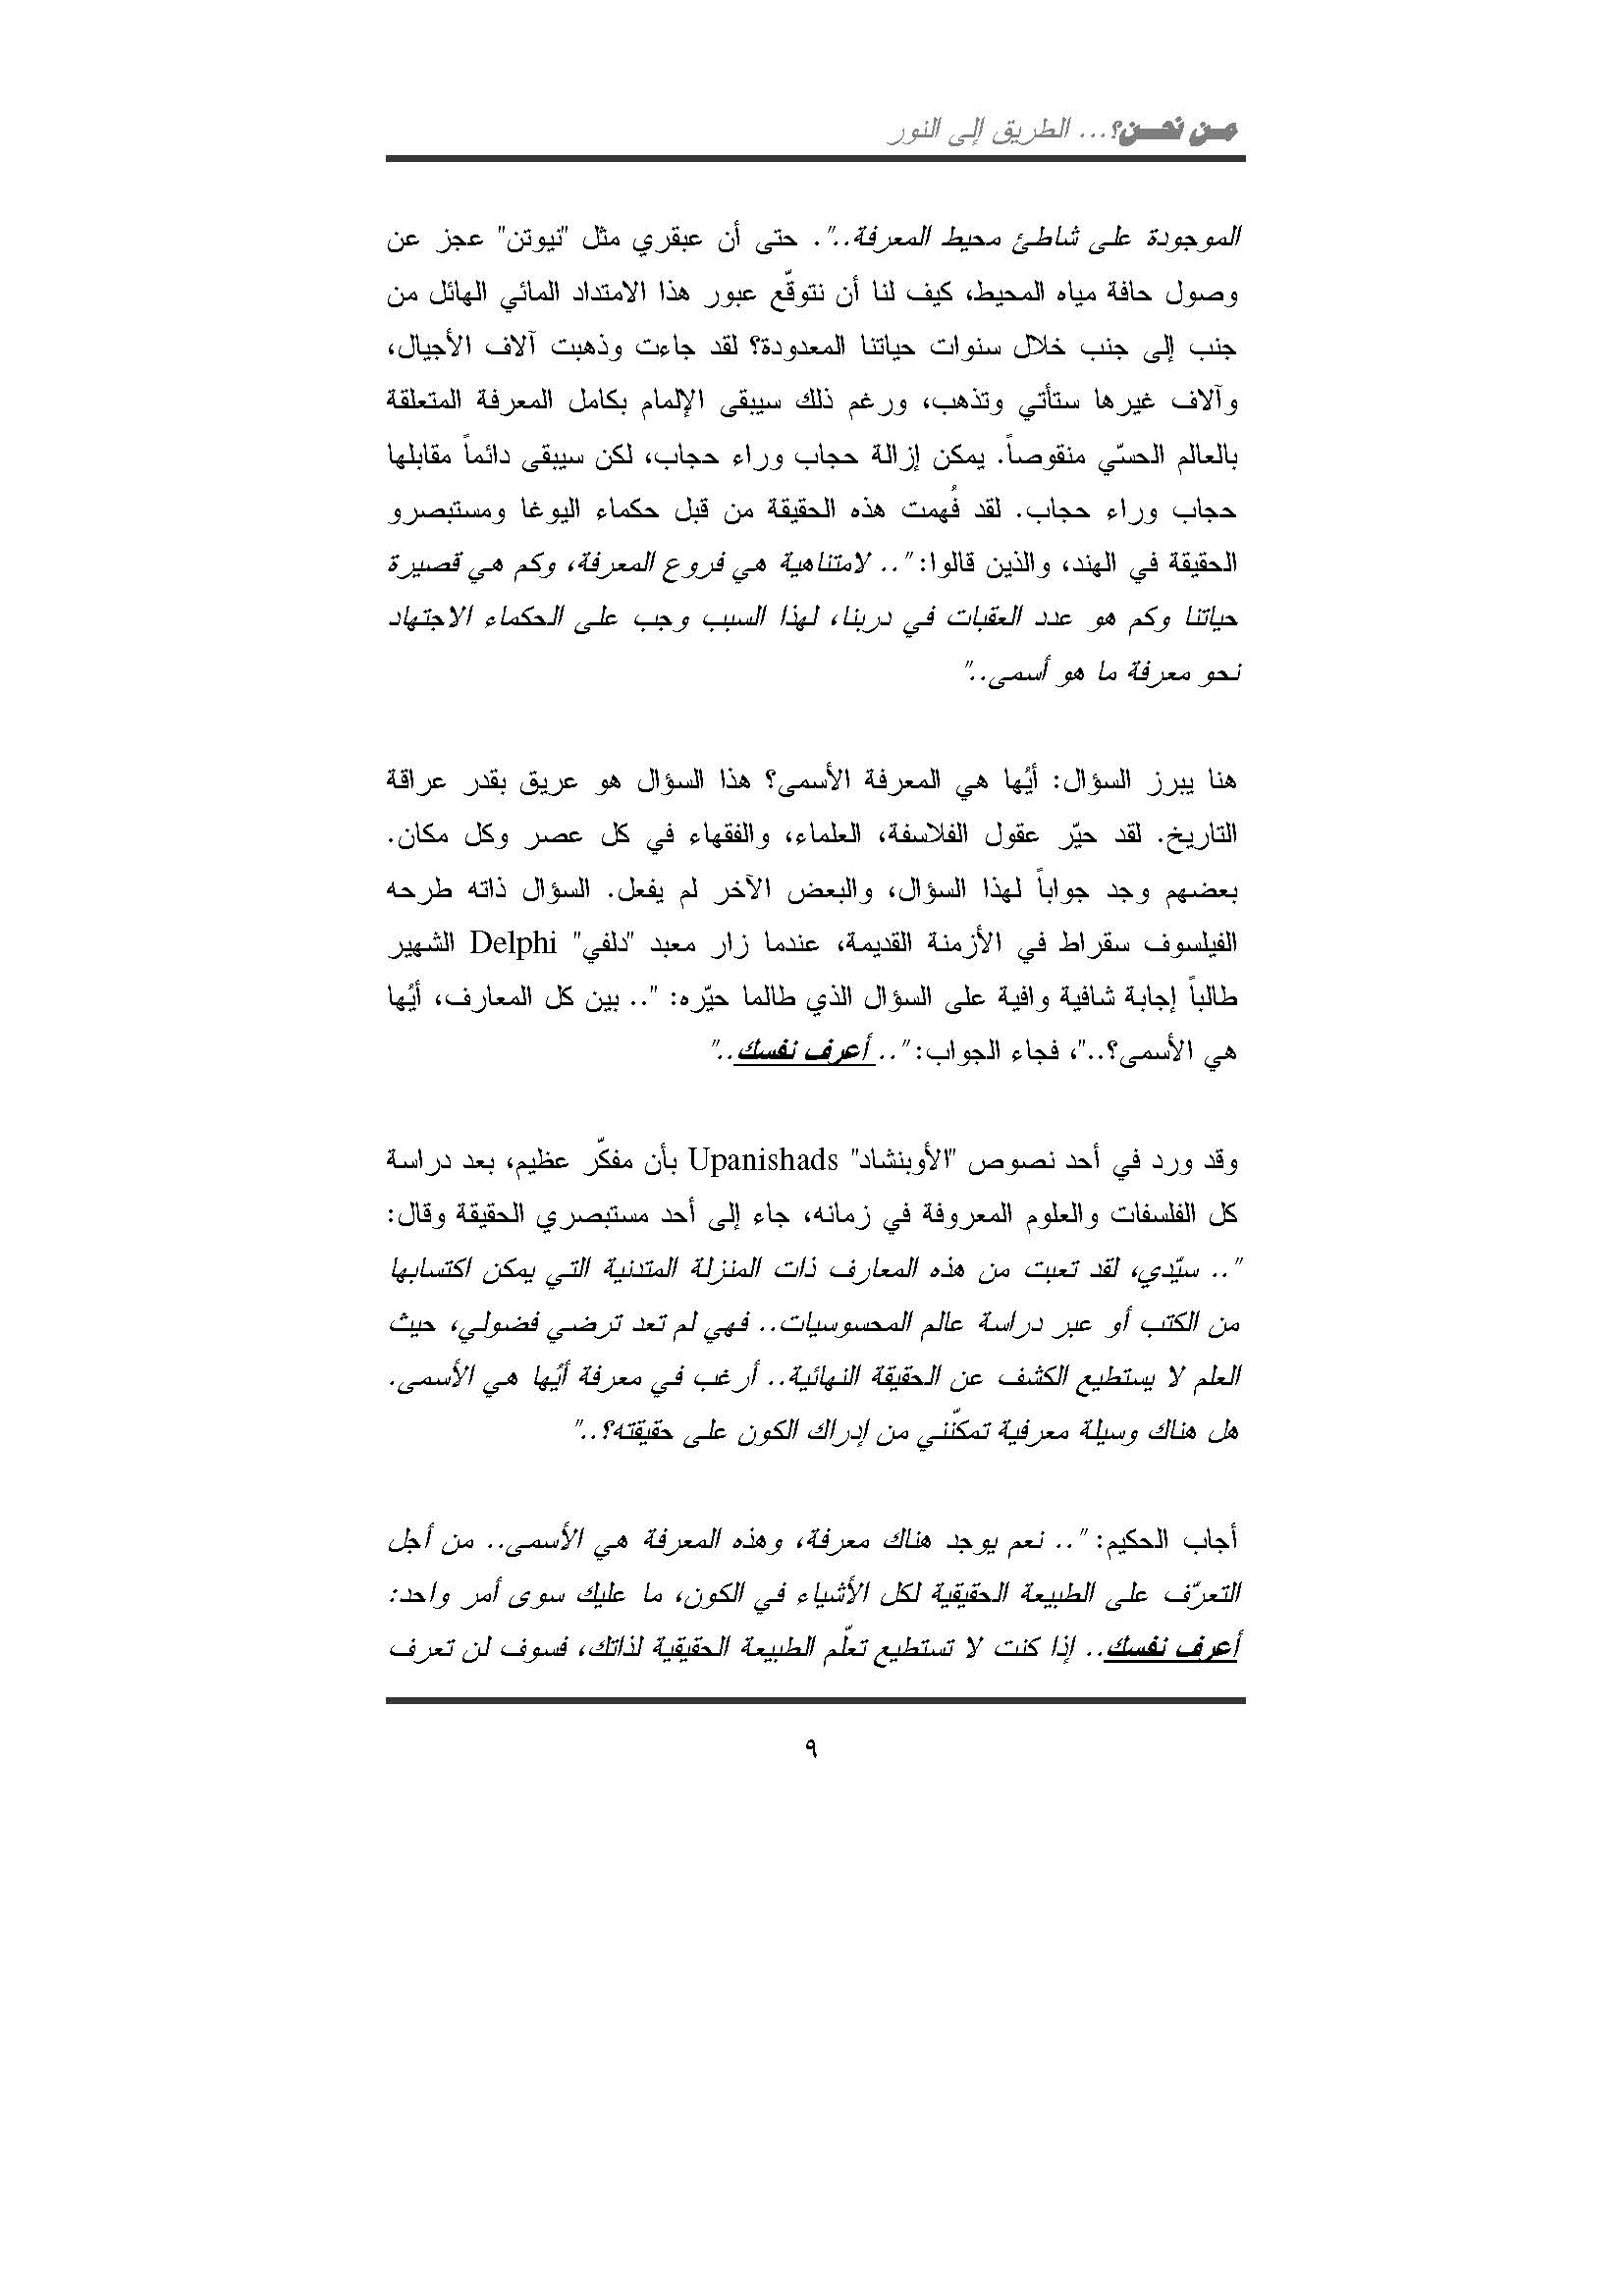 من نحن؟... الطريق إلى النور
الموجودة على شاطئ محيط المعرفة..". حتى أن عبقري مثل "نيوتن" عجز عن
وصول حافة مياه المحيط، كيف لنا أن نتوقّع عبور هذا الامتداد المائي الهائل من
جنب إلى جنب خلال سنوات حياتنا المعدودة؟ لقد جاءت وذهبت آلاف الأجيال،
وآلاف غيرها ستأتي وتذهب، ورغم ذلك سيبقى الإلمام بكامل المعرفة المتعلقة
بالعالم الحسّي منقوصاً. يمكن إزالة حجاب وراء حجاب، لكن سيبقى دائماً مقابلها
حجاب وراء حجاب. لقد فُهمت هذه الحقيقة من قبل حكماء اليوغا ومستبصرو
الحقيقة في الهند، والذين قالوا: ".. لامتناهية هي فروع المعرفة، وكم هي قصيرة
حياتنا وكم هو عدد العقبات في دربنا، لهذا السبب وجب على الحكماء الاجتهاد
نحو معرفة ما هو أسمى.."
هنا يبرز السؤال: أيُها هي المعرفة الأسمى؟ هذا السؤال هو عريق بقدر عراقة
التاريخ. لقد حيّر عقول الفلاسفة، العلماء، والفقهاء في كل عصر وكل مكان.
بعضهم وجد جواباً لهذا السؤال، والبعض الآخر لم يفعل. السؤال ذاته طرحه
الفيلسوف سقراط في الأزمنة القديمة، عندما زار معبد "دلفي" Delphi الشهير
طالباً إجابة شافية وافية على السؤال الذي طالما حيّره: ".. بين كل المعارف، أيُها
هي الأسمى؟.."، فجاء الجواب: ".. أعرف نفسك.."
وقد ورد في أحد نصوص "الأوبنشاد" Upanishads بأن مفكّر عظيم، بعد دراسة
كل الفلسفات والعلوم المعروفة في زمانه، جاء إلى أحد مستبصري الحقيقة وقال:
".. سيّدي، لقد تعبت من هذه المعارف ذات المنزلة المتدنية التي يمكن اكتسابها
من الكتب أو عبر دراسة عالم المحسوسيات.. فهي لم تعد ترضي فضولي، حيث
العلم لا يستطيع الكشف عن الحقيقة النهائية.. أرغب في معرفة أيُها هي الأسمى.
هل هناك وسيلة معرفية تمكّنني من إدراك الكون على حقيقته؟.."
أجاب الحكيم: ".. نعم يوجد هناك معرفة، وهذه المعرفة هي الأسمى.. من أجل
التعرّف على الطبيعة الحقيقية لكل الأشياء في الكون، ما عليك سوى أمر واحد:
أعرف نفسك.. إذا كنت لا تستطيع تعلّم الطبيعة الحقيقية لذاتك، فسوف لن تعرف
٩